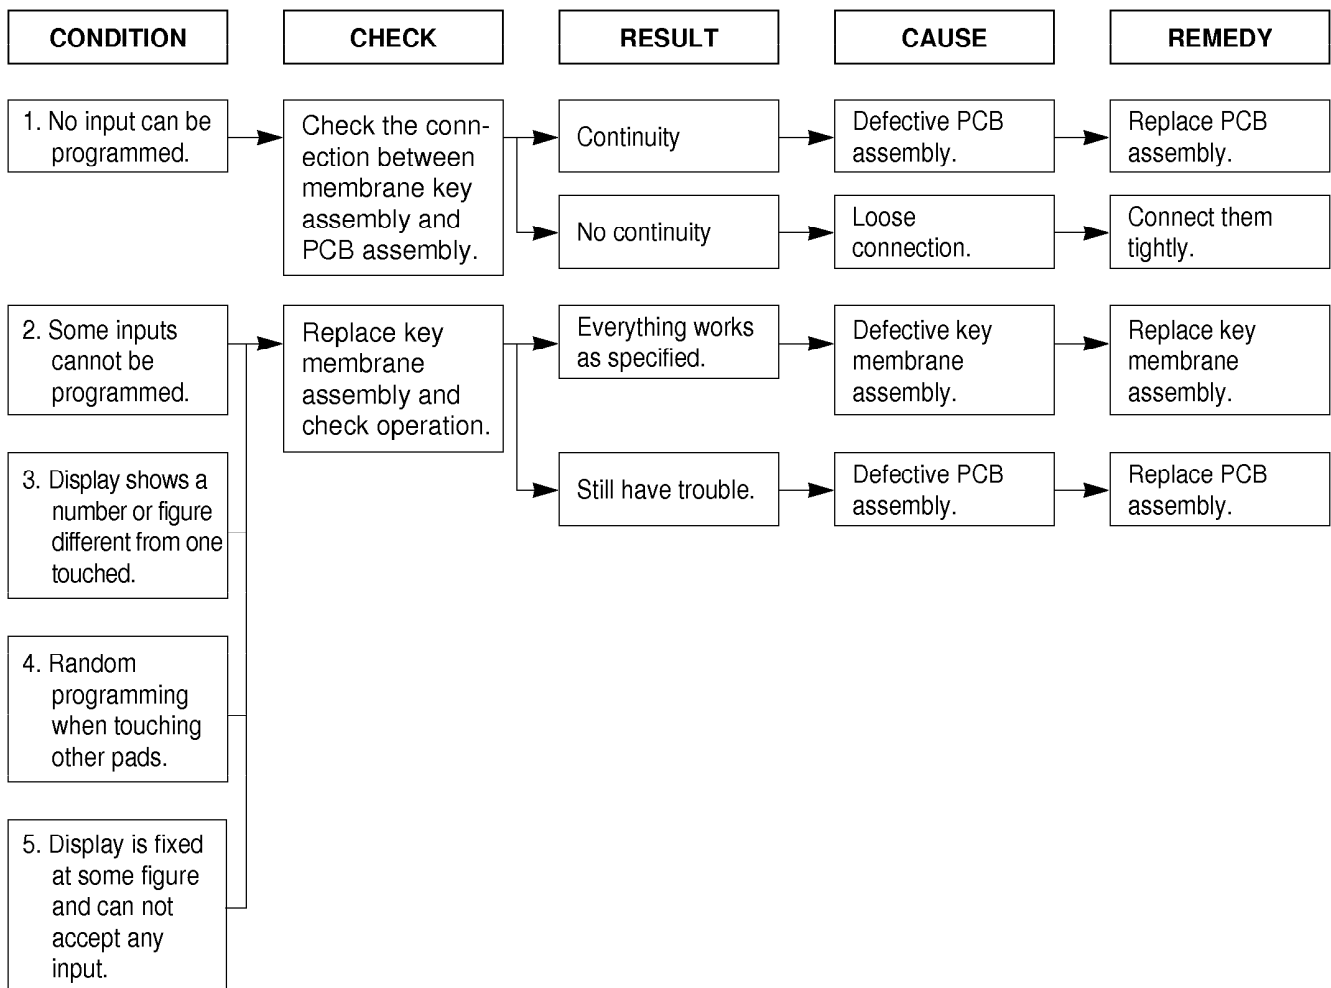 CONDITION
CHECK
RESULT
CAUSE
REMEDY
1. No input can be
programmed.
Check the conn-
ection between
membrane key
assembly and
PCB assembly.
Continuity
Defective PCB
assembly.
Replace PCB
assembly.
No continuity
Loose
connection.
Connect them
tightly.
2. Some inputs
cannot be
programmed.
Replace key
membrane
assembly and
check operation.
Everything works
as specified.
Defective key
membrane
assembly.
Replace key
membrane
assembly.
3. Display shows a
number or figure
different from one
touched.
Still have trouble.
Defective PCB
assembly.
Replace PCB
assembly.
4. Random
programming
when touching
other pads.
5. Display is fixed
at some figure
and can not
accept any
input.